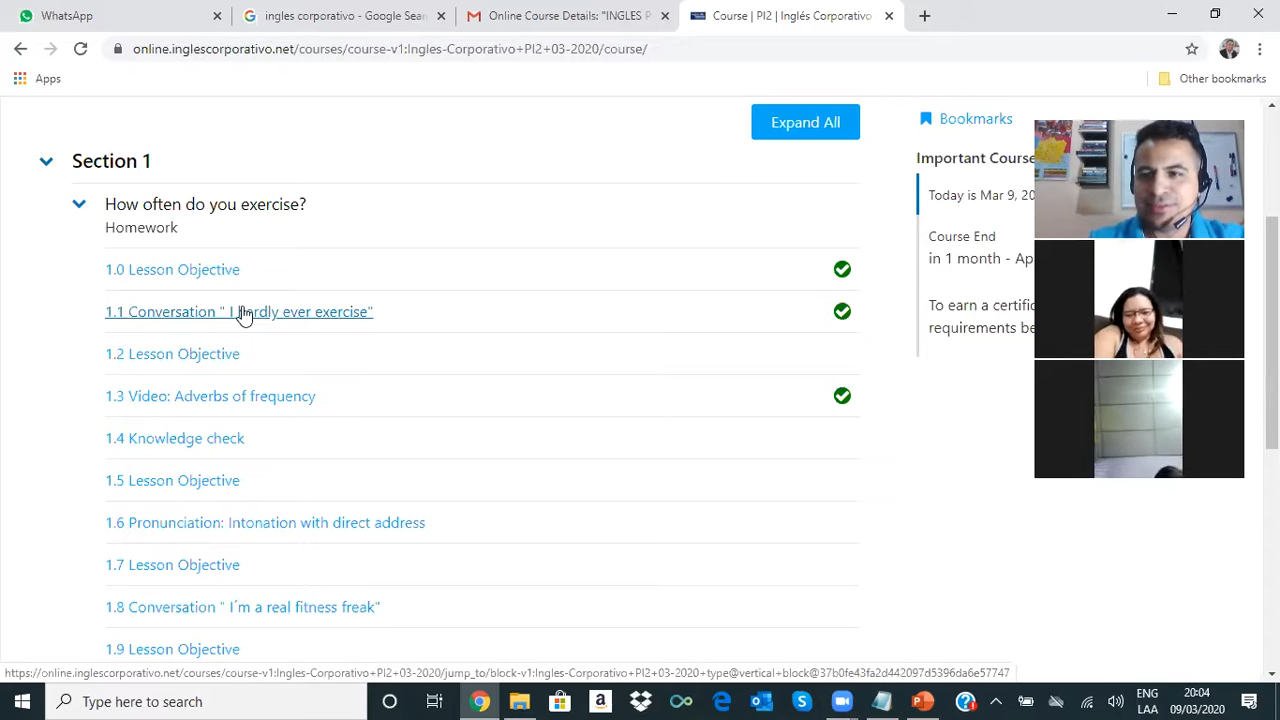 WhatsApp
ingles corporativo - Google Sear
Online Course Details: "INGLES P
Course | PI2 | Inglés Corporativo
online.inglescorporativo.net/courses/course-v1:Ingles-Corporativo+PI2+03-2020/course/
Apps
Other bookmarks
Expand All
Bookmarks
Section 1
Important Course
How often do you exercise?
Homework
Today is Mar 9, 20
1.0 Lesson Objective
Course End
in 1 month - Ap
1.1 Conversation " I hardly ever exercise"
To earn a certific
requirements be
1.2 Lesson Objective
1.3 Video: Adverbs of frequency
1.4 Knowledge check
1.5 Lesson Objective
1.6 Pronunciation: Intonation with direct address
1.7 Lesson Objective
1.8 Conversation " I´m a real fitness freak"
1.9 Lesson Objective
https://online.inglescorporativo.net/courses/course-v1:Ingles-Corporativo+PI2+03-2020/jump_to/block-v1:Ingles-Corporativo+PI2+03-2020+type@vertical+block@37b0fe43fa2d442097d5396da6e57747
Type here to search
ENG
LAA
20:04
09/03/2020